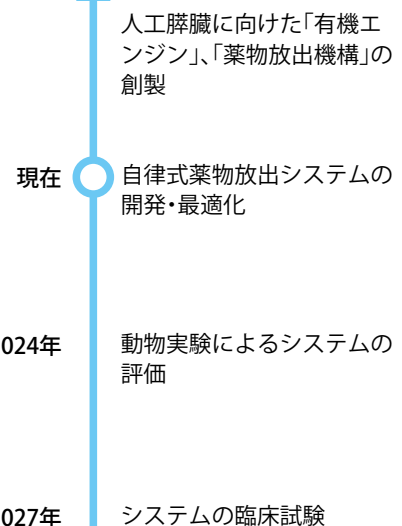 人工膵臓に向けた「有機エ
ンジン」、「薬物放出機構」の
創製
現在
自律式薬物放出システムの
開発・最適化
024年
動物実験によるシステムの
評価
027年
システムの臨床試験